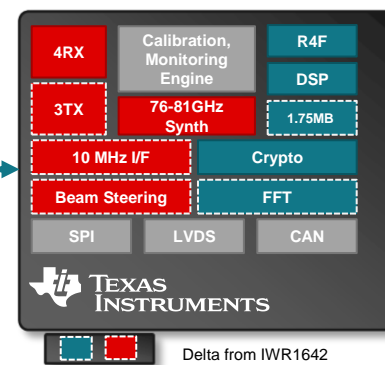 4RX
Calibration,
Monitoring
Engine
R4F
DSP
3TX
76-81GHz
Synth
1.75MB
10 MHz I/F
Crypto
Beam Steering
FFT
SPI
LVDS
CAN
ti
TEXAS
INSTRUMENTS
Delta from IWR1642